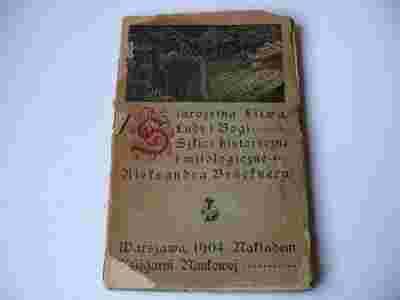 Starożytna Litwa.
Ludy i Bogi.
Szkice historyczne
i mitologiczne
Aleksandra Brücknera
Warszawa, 1904. Nakładem
Księgarni Naukowej